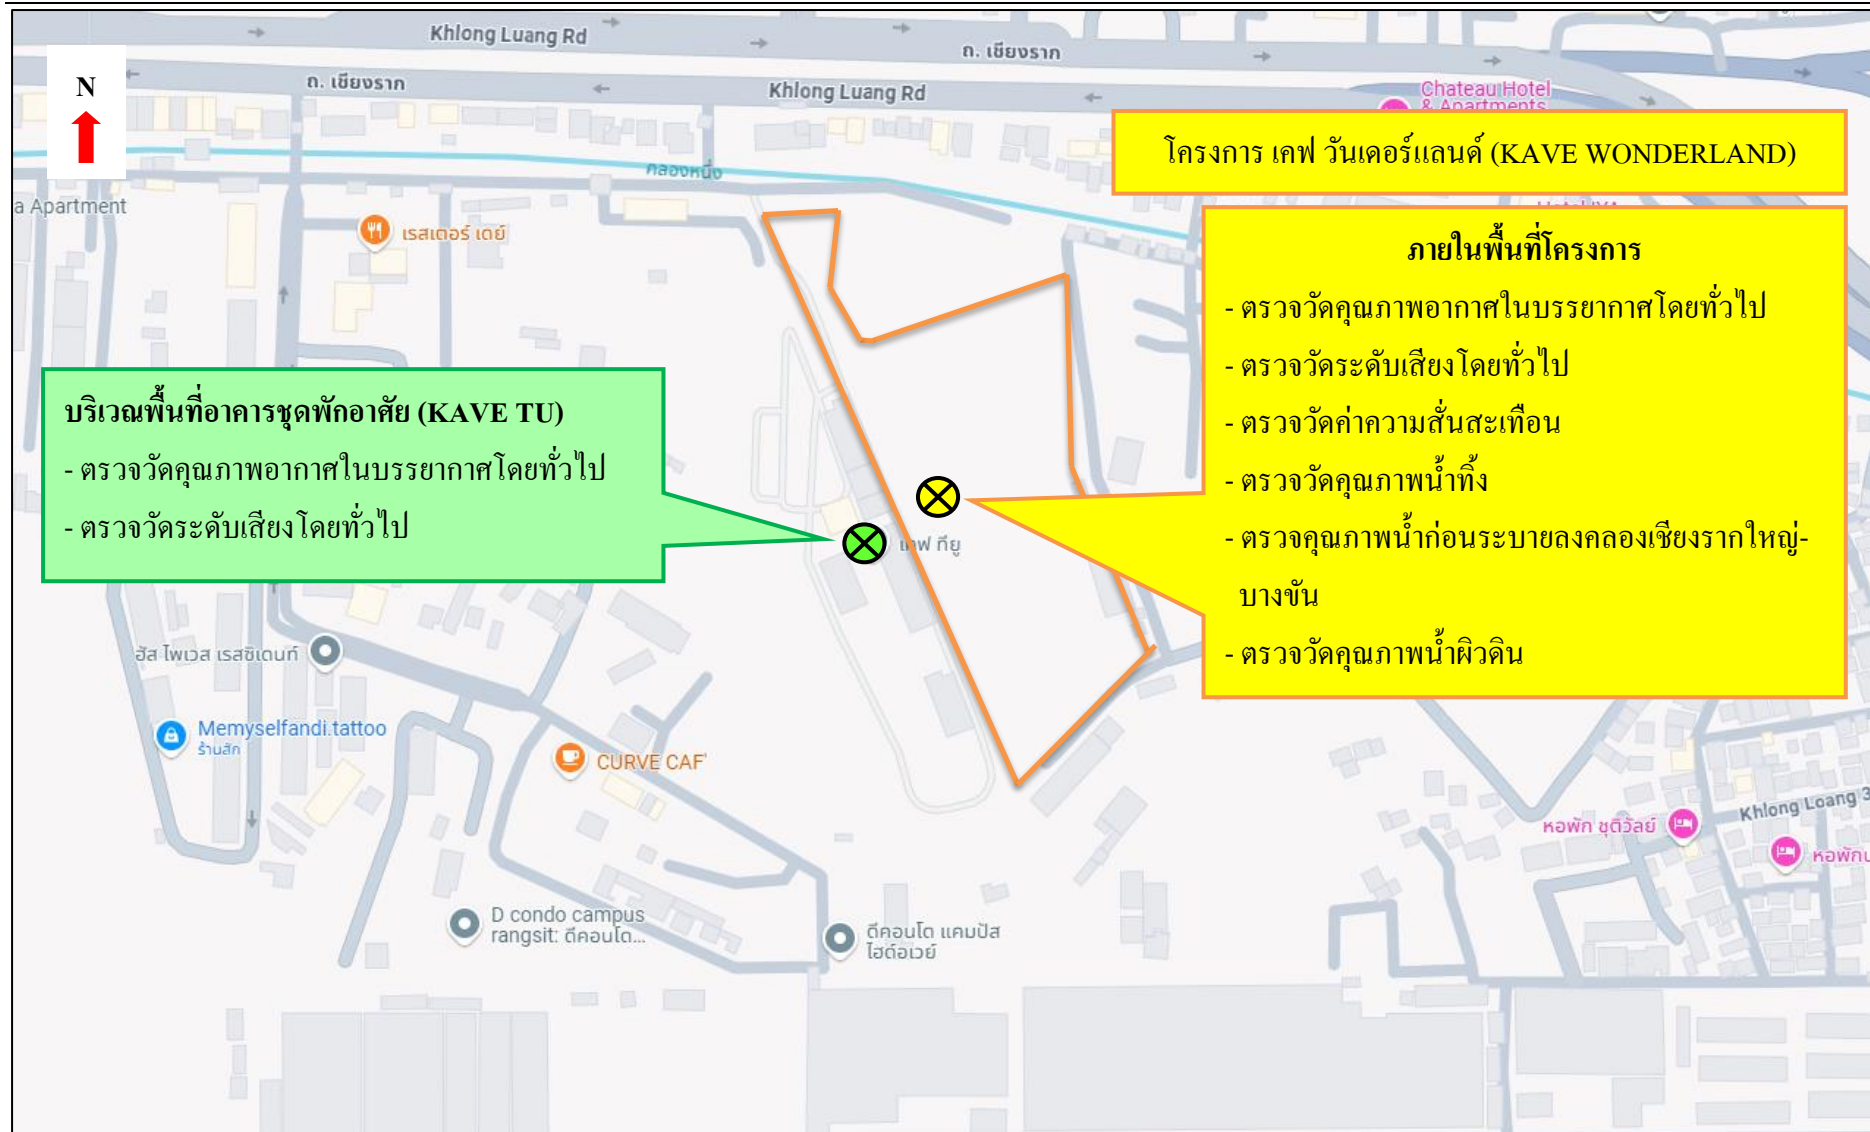 Khlong Luang Rd
ถ. เชียงราก
N
ถ. เชียงราก
Khlong Luang Rd
Chateau Hotel
& Apartments
โครงการ เคฟ วันเดอร์แลนด์ (KAVE WONDERLAND)
คลองหนึ่ง
a Apartment
เรสเตอร์ เดย์
ภายในพื้นที่โครงการ
- ตรวจวัดคุณภาพอากาศในบรรยากาศโดยทั่วไป
- ตรวจวัดระดับเสียงโดยทั่วไป
- ตรวจวัดค่าความสั่นสะเทือน
- ตรวจวัดคุณภาพน้ำทิ้ง
- ตรวจคุณภาพน้ำก่อนระบายลงคลองเชียงรากใหญ่-
บางขัน
- ตรวจวัดคุณภาพน้ำผิวดิน
บริเวณพื้นที่อาคารชุดพักอาศัย (KAVE TU)
- ตรวจวัดคุณภาพอากาศในบรรยากาศโดยทั่วไป
- ตรวจวัดระดับเสียงโดยทั่วไป
เคฟ ทียู
ฮัส ไพเวส เรสซิเดนท์
Memyselfandi.tattoo
ร้านสัก
CURVE CAF'
Khlong Loang 3
หอพัก ชุติวัลย์
หอพักน
D condo campus
rangsit: ดีคอนโด...
ดีคอนโด แคมปัส
ไฮด์อเวย์